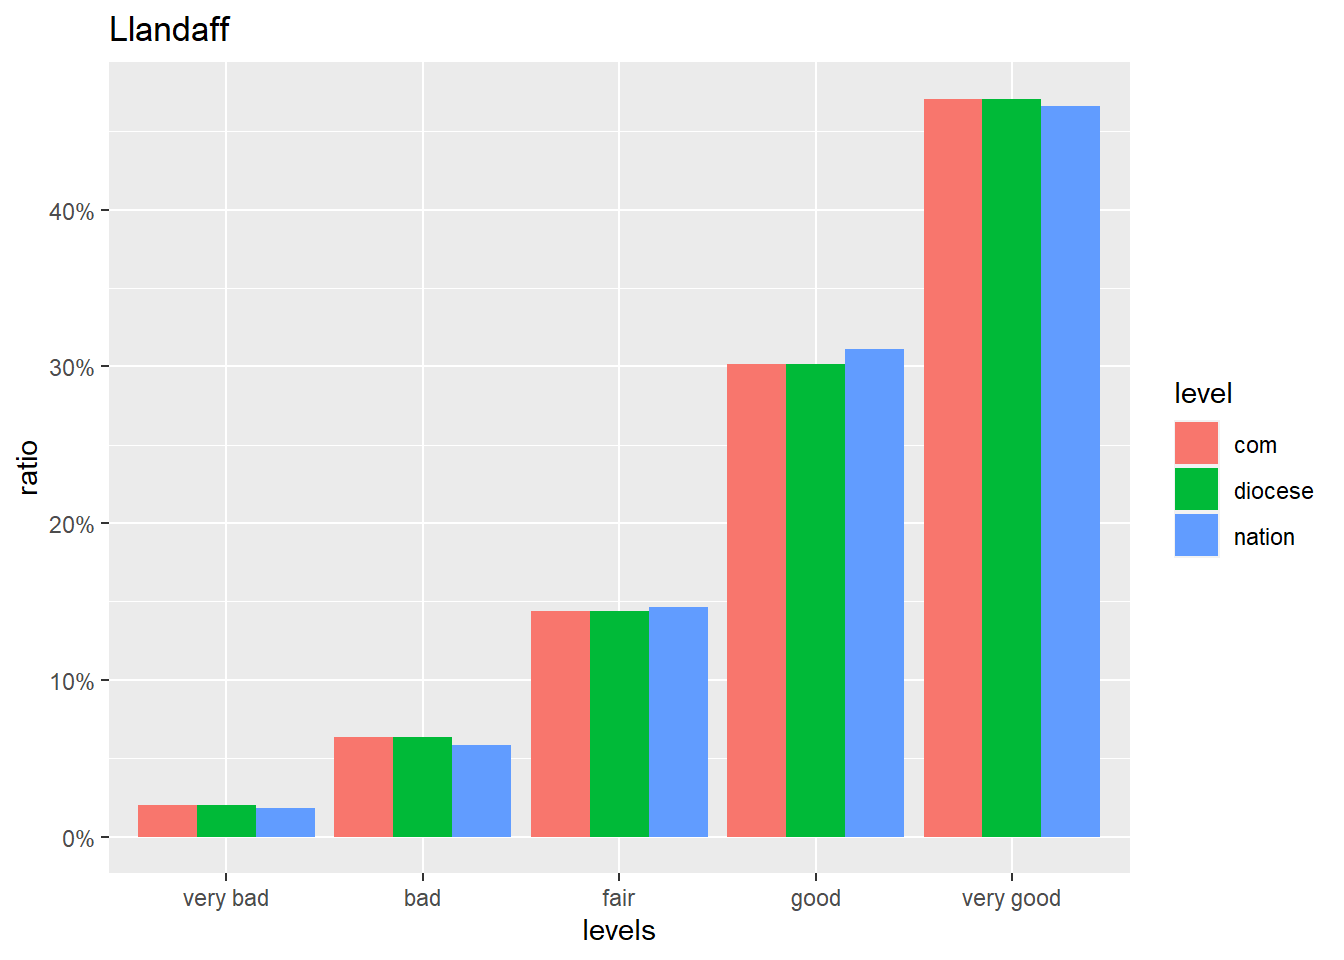 Llandaff
40%
30%
20%
10%
0%
ratio
very bad
bad
fair
good
very good
levels
level
com
diocese
nation